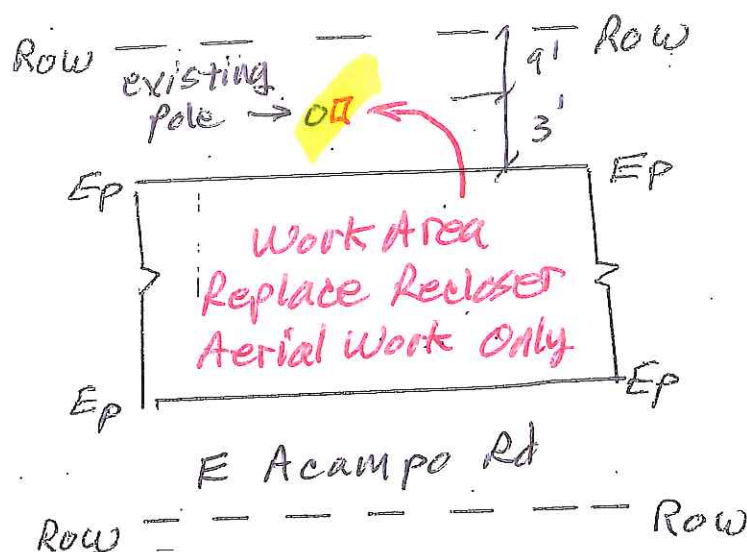 Row
Row
existing
pole →
9'
3'
Ep
Ep
Work Area
Replace Recloser
Aerial Work Only
Ep
Ep
E Acampo Rd
Row
Row